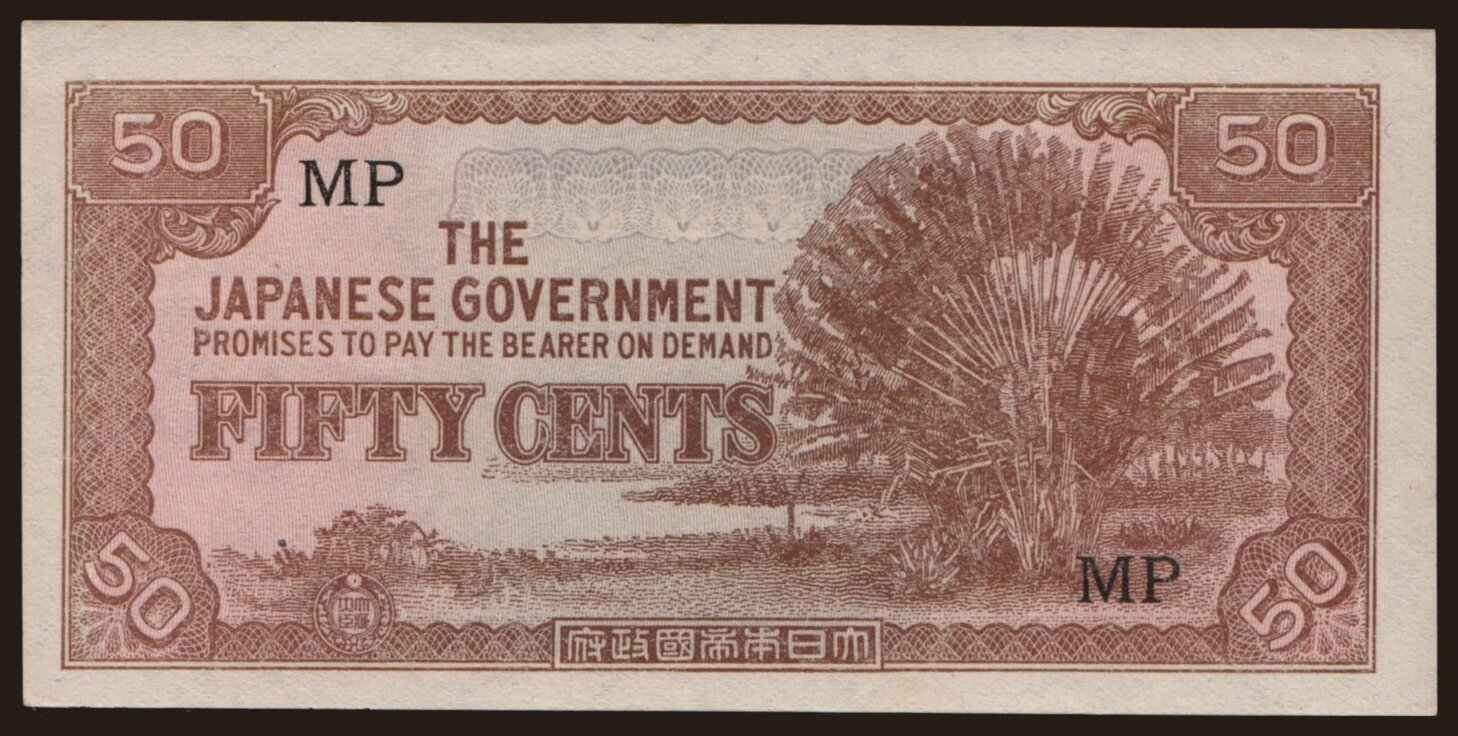 50
50
MP
THE
JAPANESE GOVERNMENT
PROMISES TO PAY THE BEARER ON DEMAND
FIFTY CENTS
MP
50
50
府政國帝本日大